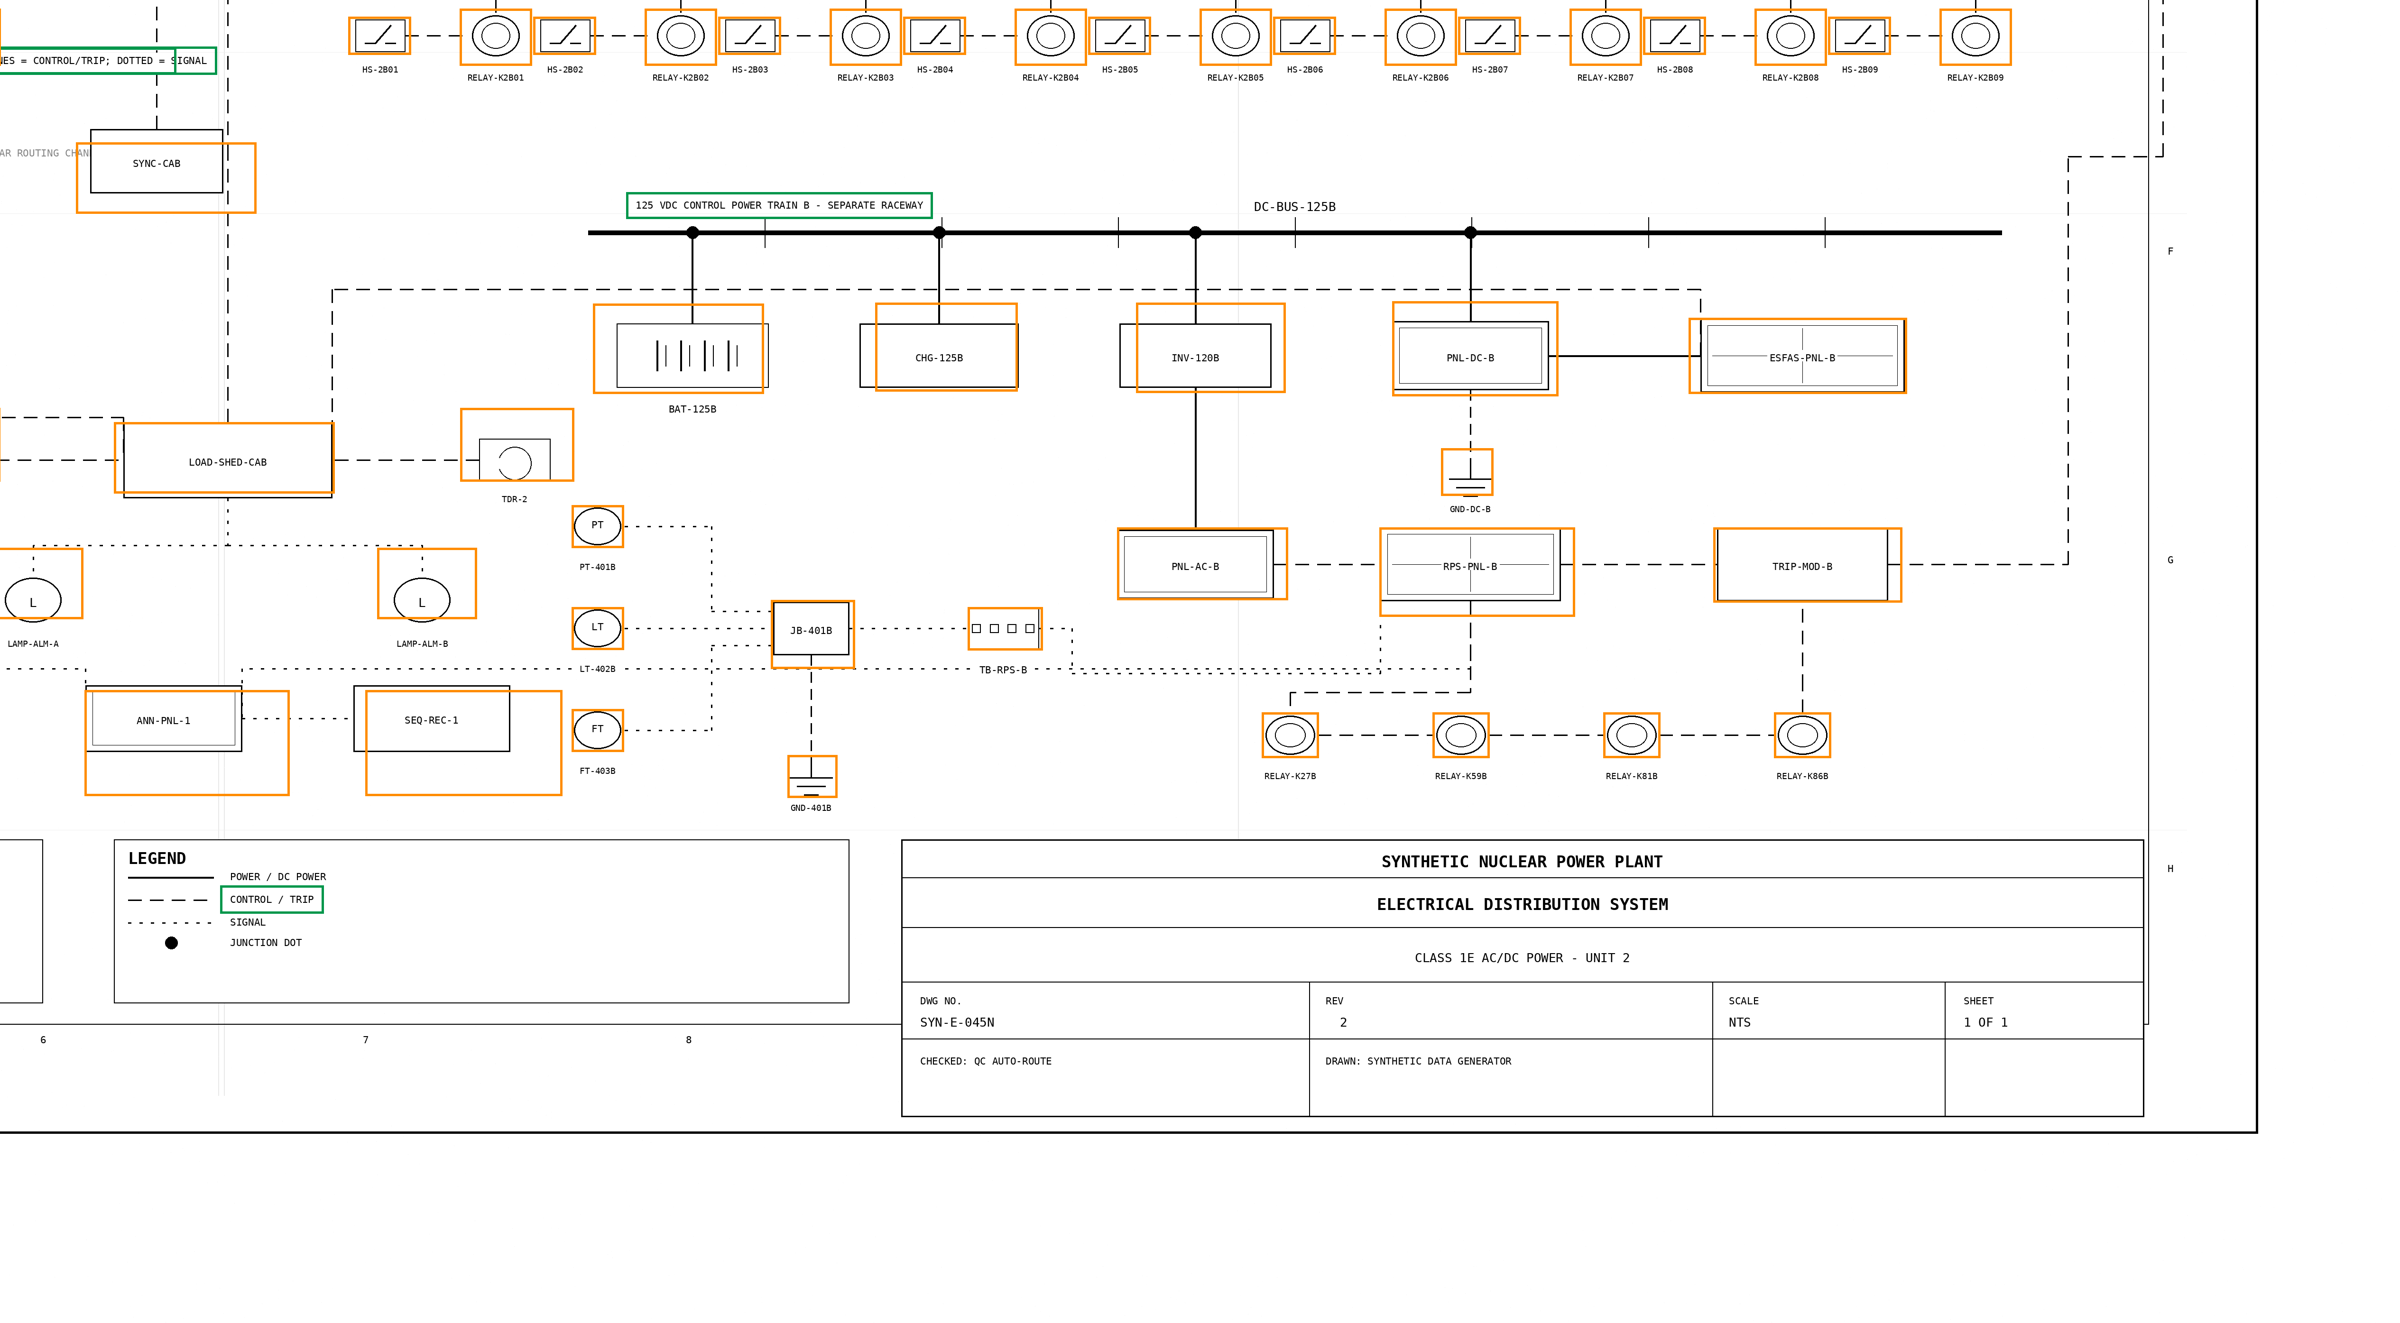 HS-2B01
RELAY-K2B01
HS-2B02
RELAY-K2B02
HS-2B03
RELAY-K2B03
HS-2B04
RELAY-K2B04
HS-2B05
RELAY-K2B05
HS-2B06
RELAY-K2B06
HS-2B07
RELAY-K2B07
HS-2B08
RELAY-K2B08
HS-2B09
RELAY-K2B09
NES = CONTROL/TRIP; DOTTED = SIGNAL
AR ROUTING CHAN
SYNC-CAB
125 VDC CONTROL POWER TRAIN B - SEPARATE RACEWAY
DC-BUS-125B
F
BAT-125B
CHG-125B
INV-120B
PNL-DC-B
ESFAS-PNL-B
LOAD-SHED-CAB
TDR-2
GND-DC-B
PT
PT-401B
PNL-AC-B
RPS-PNL-B
TRIP-MOD-B
G
L
LAMP-ALM-A
L
LAMP-ALM-B
LT
LT-402B
JB-401B
TB-RPS-B
ANN-PNL-1
SEQ-REC-1
FT
FT-403B
GND-401B
RELAY-K27B
RELAY-K59B
RELAY-K81B
RELAY-K86B
LEGEND
POWER / DC POWER
CONTROL / TRIP
SIGNAL
JUNCTION DOT
SYNTHETIC NUCLEAR POWER PLANT
ELECTRICAL DISTRIBUTION SYSTEM
CLASS 1E AC/DC POWER - UNIT 2
DWG NO.
SYN-E-045N
REV
2
SCALE
NTS
SHEET
1 OF 1
CHECKED: QC AUTO-ROUTE
DRAWN: SYNTHETIC DATA GENERATOR
H
6
7
8